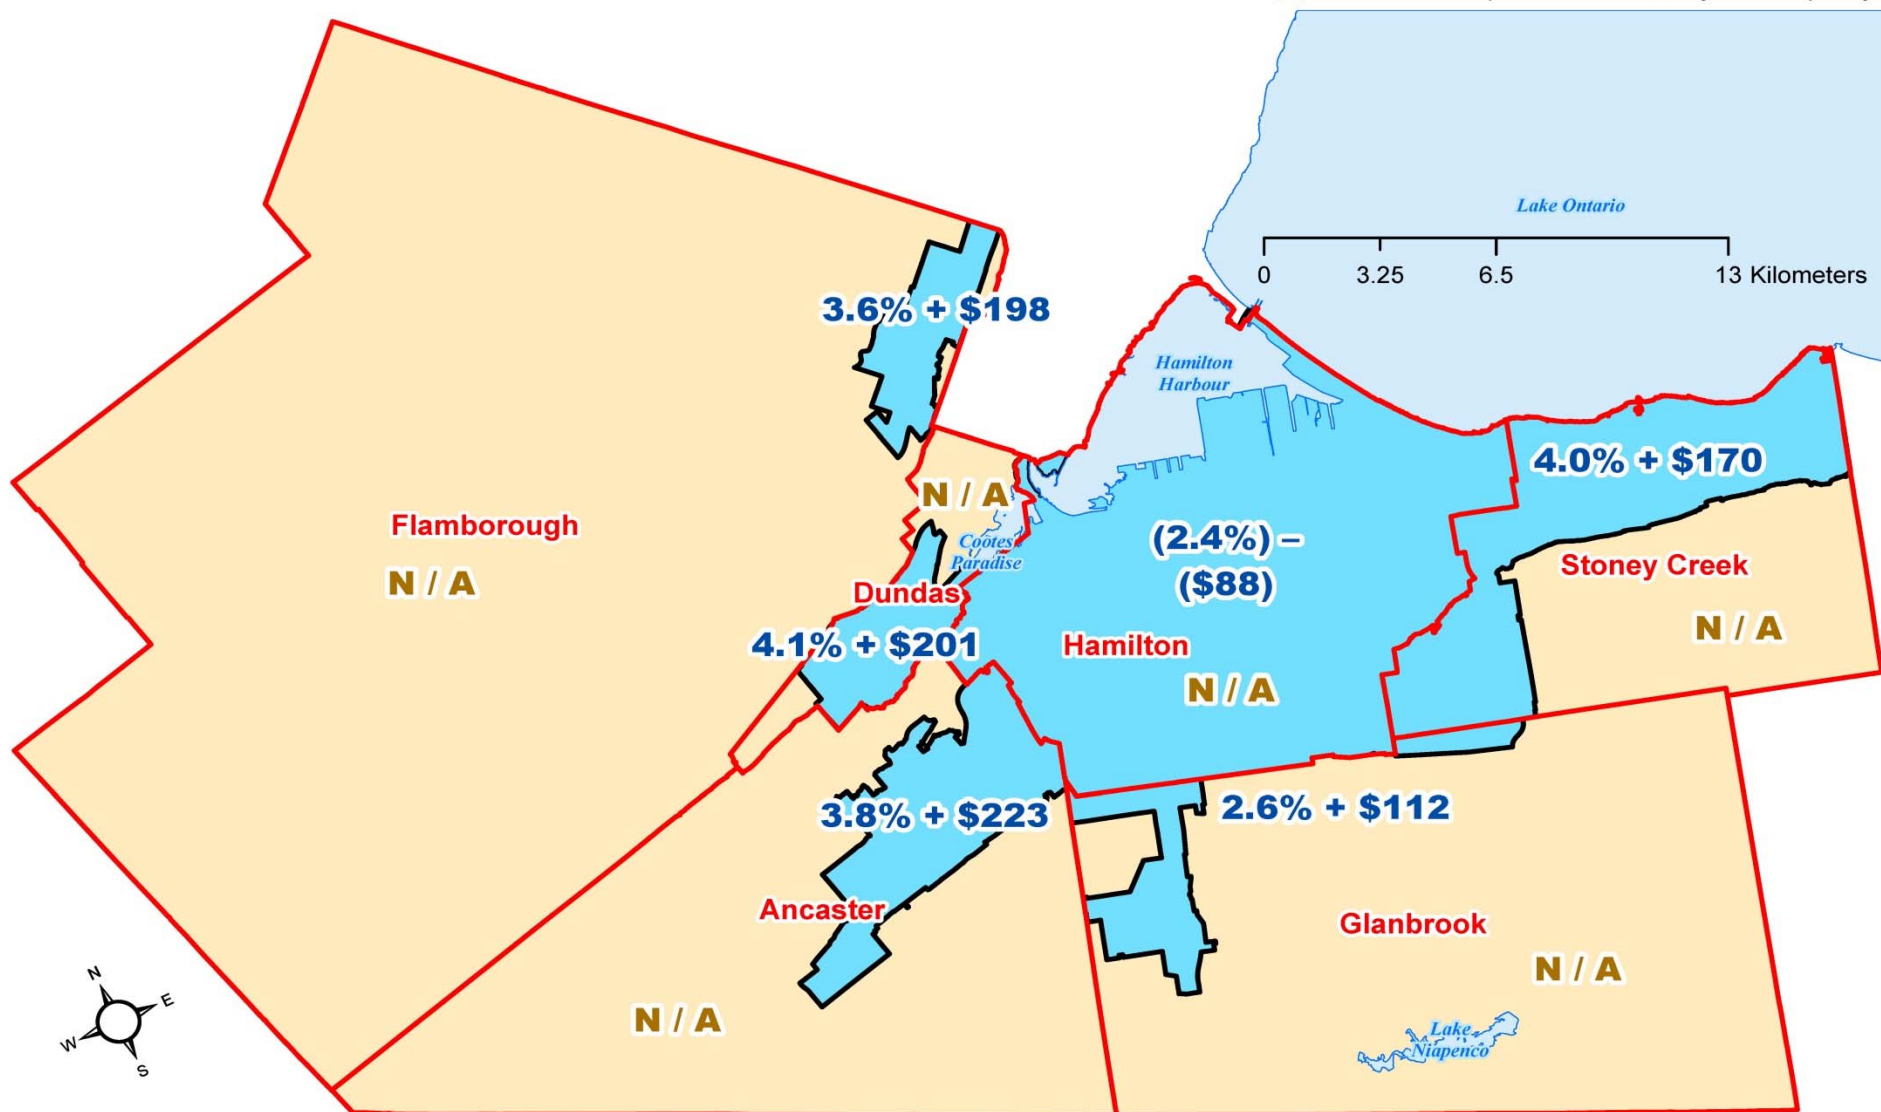 Lake Ontario
0 3.25 6.5 13 Kilometers
3.6% + $198
Hamilton
Harbour
4.0% + $170
N / A
Flamborough
N / A
Cootes
Paradise
(2.4%) –
($88)
Stoney Creek
N / A
Dundas
4.1% + $201
Hamilton
N / A
3.8% + $223
2.6% + $112
Ancaster
Glanbrook
N / A
N / A
Lake
Niapenco
N
E
W
S